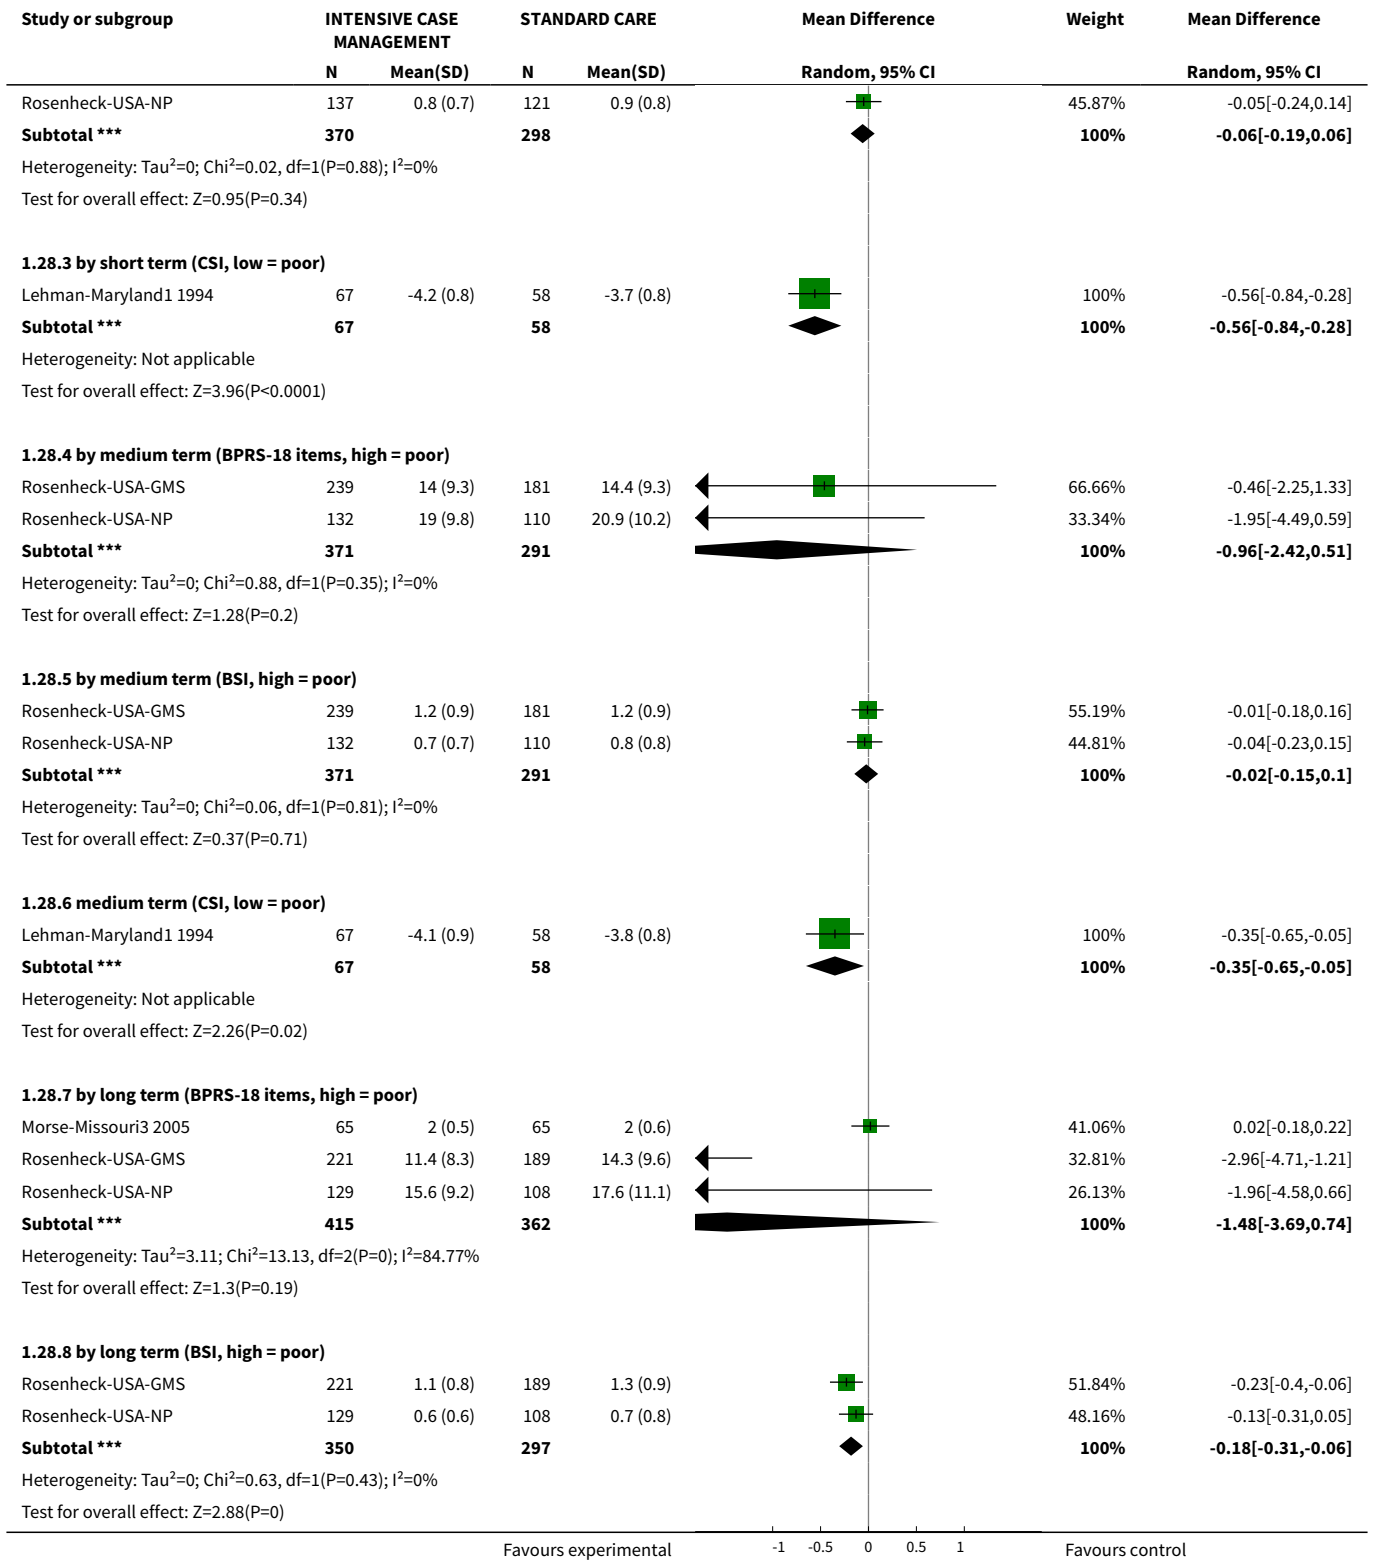 Study or subgroup INTENSIVE CASE MANAGEMENT STANDARD CARE Mean Difference Weight Mean Difference
N Mean(SD) N Mean(SD) Random, 95% CI Random, 95% CI
Rosenheck-USA-NP 137 0.8 (0.7) 121 0.9 (0.8) 45.87% -0.05[-0.24,0.14]
Subtotal *** 370 298 100% -0.06[-0.19,0.06]
Heterogeneity: Tau²=0; Chi²=0.02, df=1(P=0.88); I²=0%
Test for overall effect: Z=0.95(P=0.34)
1.28.3 by short term (CSI, low = poor)
Lehman-Maryland1 1994 67 -4.2 (0.8) 58 -3.7 (0.8) 100% -0.56[-0.84,-0.28]
Subtotal *** 67 58 100% -0.56[-0.84,-0.28]
Heterogeneity: Not applicable
Test for overall effect: Z=3.96(P<0.0001)
1.28.4 by medium term (BPRS-18 items, high = poor)
Rosenheck-USA-GMS 239 14 (9.3) 181 14.4 (9.3) 66.66% -0.46[-2.25,1.33]
Rosenheck-USA-NP 132 19 (9.8) 110 20.9 (10.2) 33.34% -1.95[-4.49,0.59]
Subtotal *** 371 291 100% -0.96[-2.42,0.51]
Heterogeneity: Tau²=0; Chi²=0.88, df=1(P=0.35); I²=0%
Test for overall effect: Z=1.28(P=0.2)
1.28.5 by medium term (BSI, high = poor)
Rosenheck-USA-GMS 239 1.2 (0.9) 181 1.2 (0.9) 55.19% -0.01[-0.18,0.16]
Rosenheck-USA-NP 132 0.7 (0.7) 110 0.8 (0.8) 44.81% -0.04[-0.23,0.15]
Subtotal *** 371 291 100% -0.02[-0.15,0.1]
Heterogeneity: Tau²=0; Chi²=0.06, df=1(P=0.81); I²=0%
Test for overall effect: Z=0.37(P=0.71)
1.28.6 medium term (CSI, low = poor)
Lehman-Maryland1 1994 67 -4.1 (0.9) 58 -3.8 (0.8) 100% -0.35[-0.65,-0.05]
Subtotal *** 67 58 100% -0.35[-0.65,-0.05]
Heterogeneity: Not applicable
Test for overall effect: Z=2.26(P=0.02)
1.28.7 by long term (BPRS-18 items, high = poor)
Morse-Missouri3 2005 65 2 (0.5) 65 2 (0.6) 41.06% 0.02[-0.18,0.22]
Rosenheck-USA-GMS 221 11.4 (8.3) 189 14.3 (9.6) 32.81% -2.96[-4.71,-1.21]
Rosenheck-USA-NP 129 15.6 (9.2) 108 17.6 (11.1) 26.13% -1.96[-4.58,0.66]
Subtotal *** 415 362 100% -1.48[-3.69,0.74]
Heterogeneity: Tau²=3.11; Chi²=13.13, df=2(P=0); I²=84.77%
Test for overall effect: Z=1.3(P=0.19)
1.28.8 by long term (BSI, high = poor)
Rosenheck-USA-GMS 221 1.1 (0.8) 189 1.3 (0.9) 51.84% -0.23[-0.4,-0.06]
Rosenheck-USA-NP 129 0.6 (0.6) 108 0.7 (0.8) 48.16% -0.13[-0.31,0.05]
Subtotal *** 350 297 100% -0.18[-0.31,-0.06]
Heterogeneity: Tau²=0; Chi²=0.63, df=1(P=0.43); I²=0%
Test for overall effect: Z=2.88(P=0)
Favours experimental -1 -0.5 0 0.5 1 Favours control